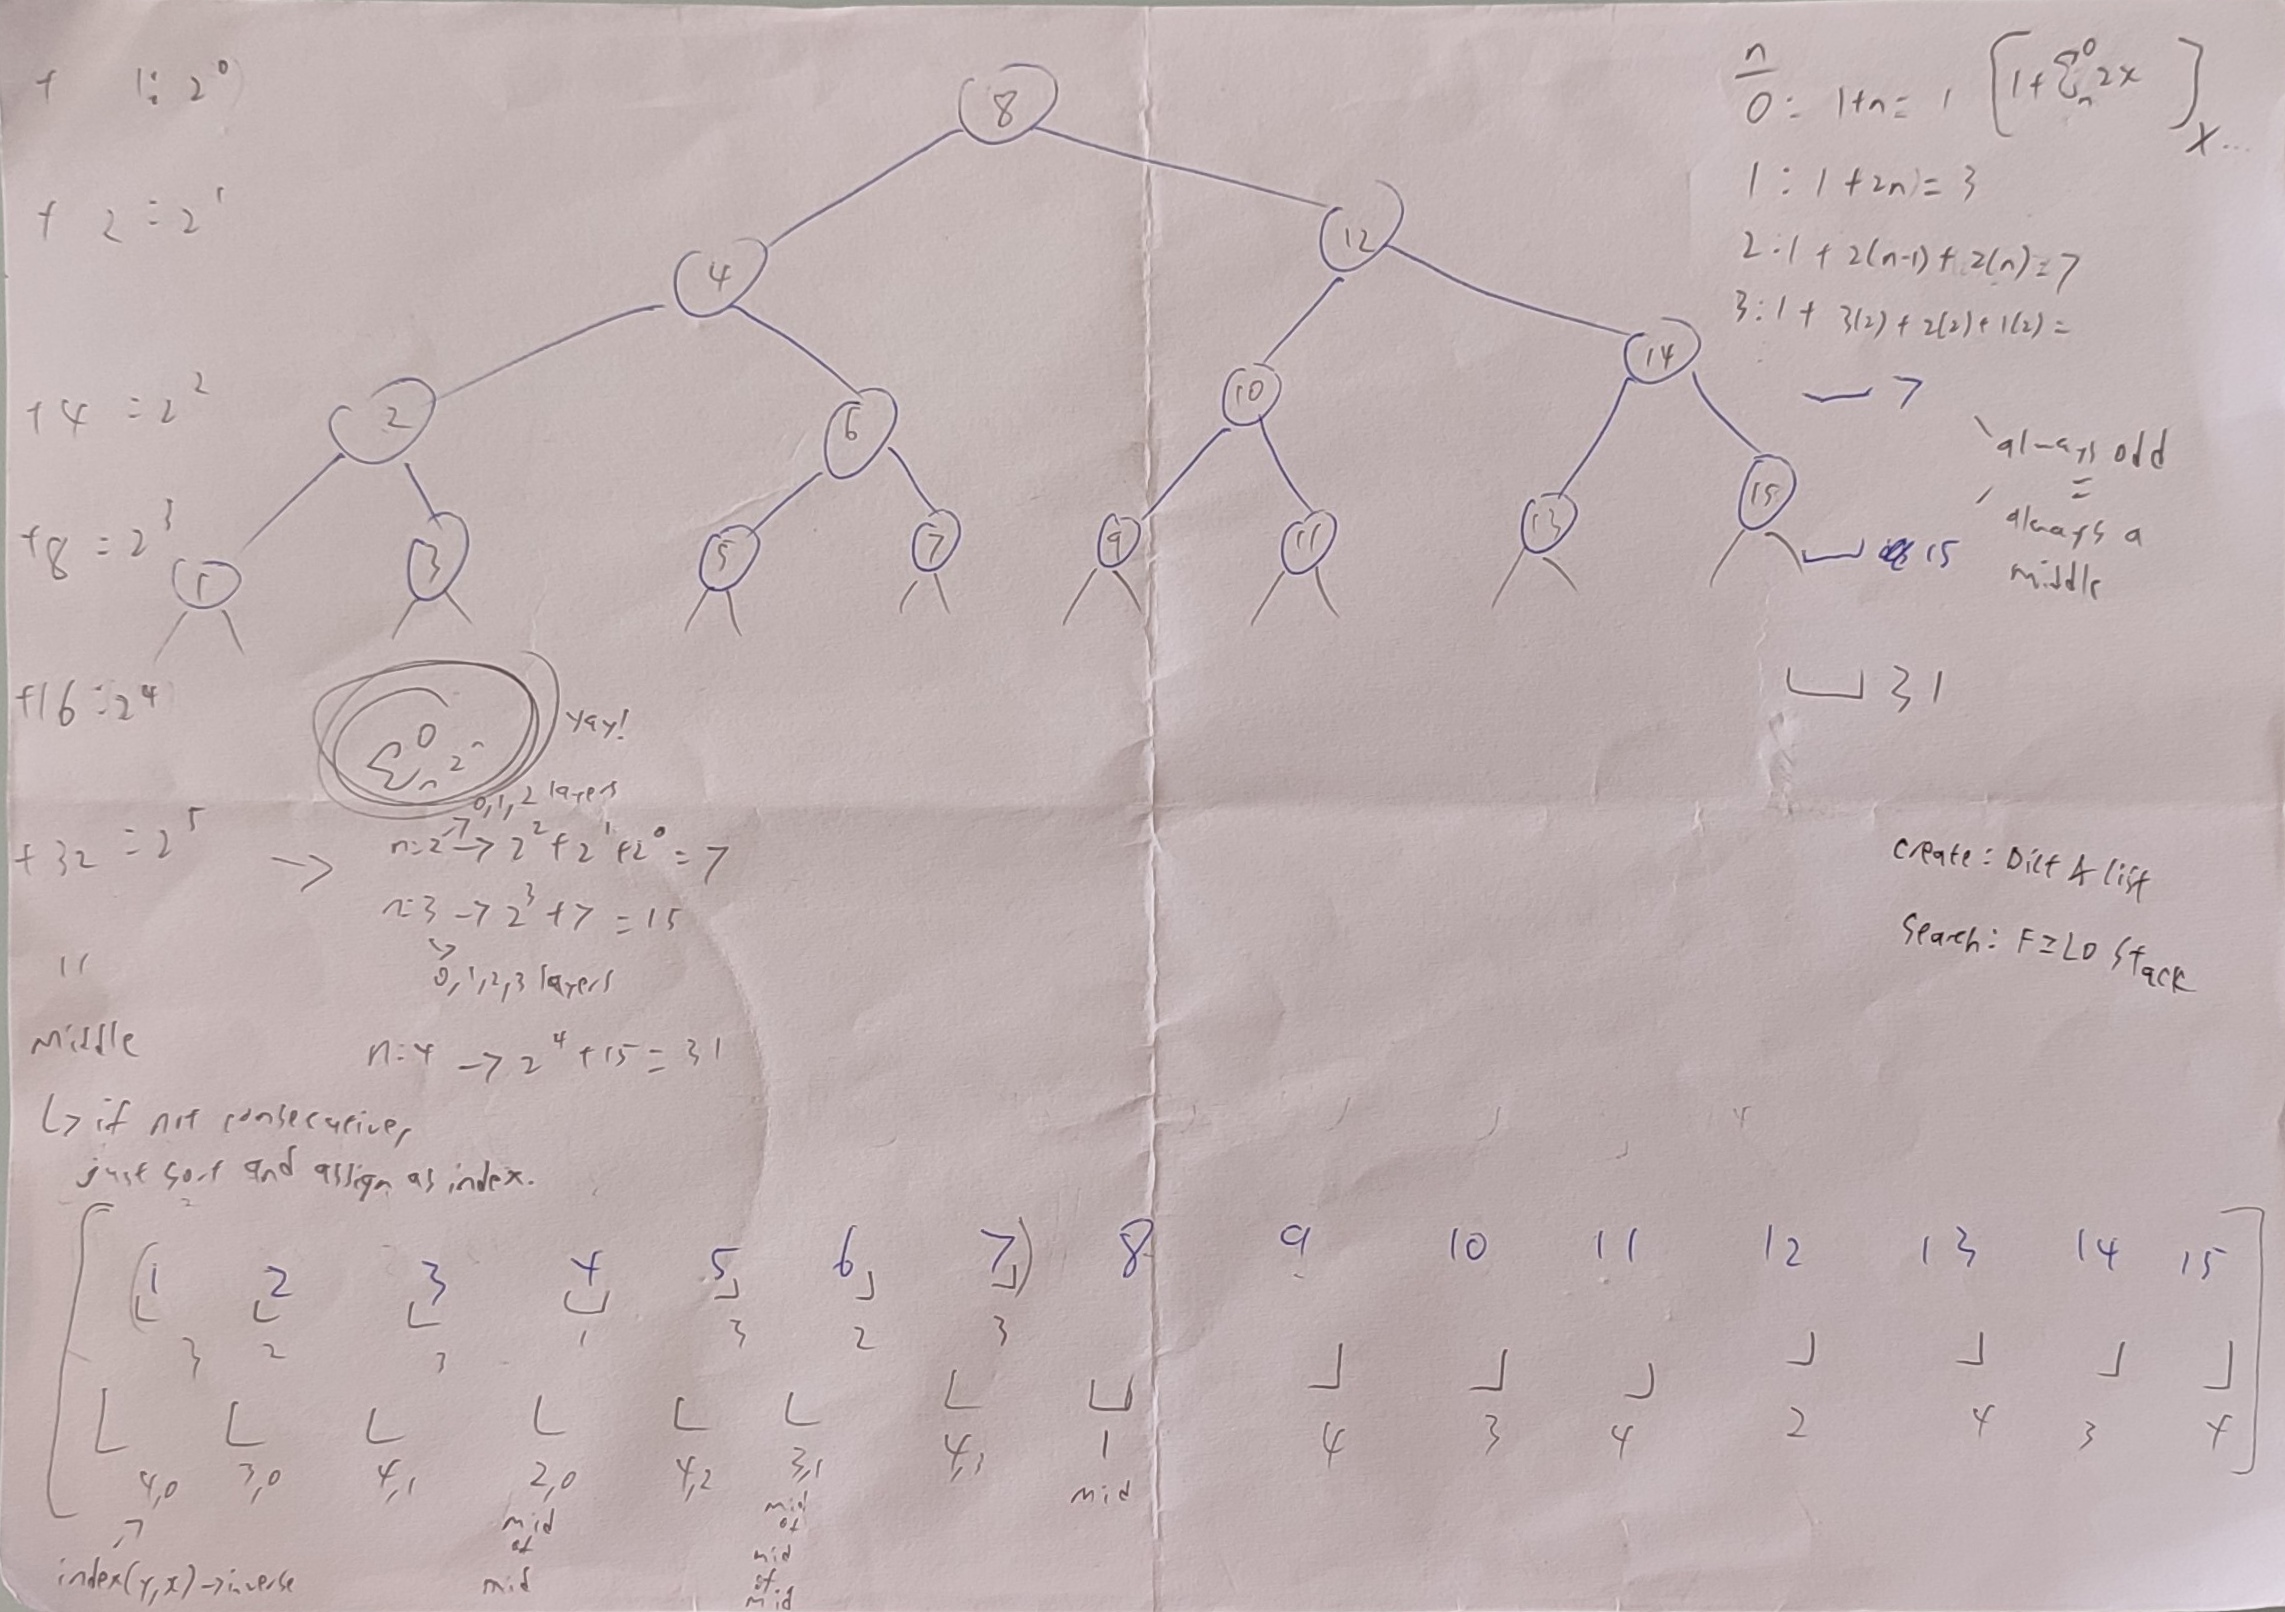 + 1: 2^0
+ 2 = 2^1
+4 = 2^2
+8 = 2^3
+16 = 2^4
+32 = 2^5
8
4
12
2
6
10
14
1
3
5
7
9
11
13
15
n
0: 1+n= 1 [1+Σ^0_n 2x]
x...
1: 1+2n = 3
2: 1 + 2(n-1) + 2(n) = 7
3: 1 + 3(2) + 2(2) + 1(2) =
7
always odd
=
always a
middle
15
31
Σ^0_n 2^n
yay!
0,1,2 layers
→ n=2 → 2^2 + 2^1 + 2^0 = 7
n=3 → 2^3 + 7 = 15
0,1,2,3 layers
n=4 → 2^4 + 15 = 31
create: Dict & list
Search: FILO Stack
11
middle
↳ if not consecutive,
just sort and assign as index.
1 2 3 4 5 6 7 8 9 10 11 12 13 14 15
3 2 3 1 3 2 3
4,0 3,0 4,1 2,0 4,2 3,1 4,3 1 4 3 4 2 4 3 4
mid
of
mid
mid
of
mid
of
mid
mid
index(y,x)→inverse